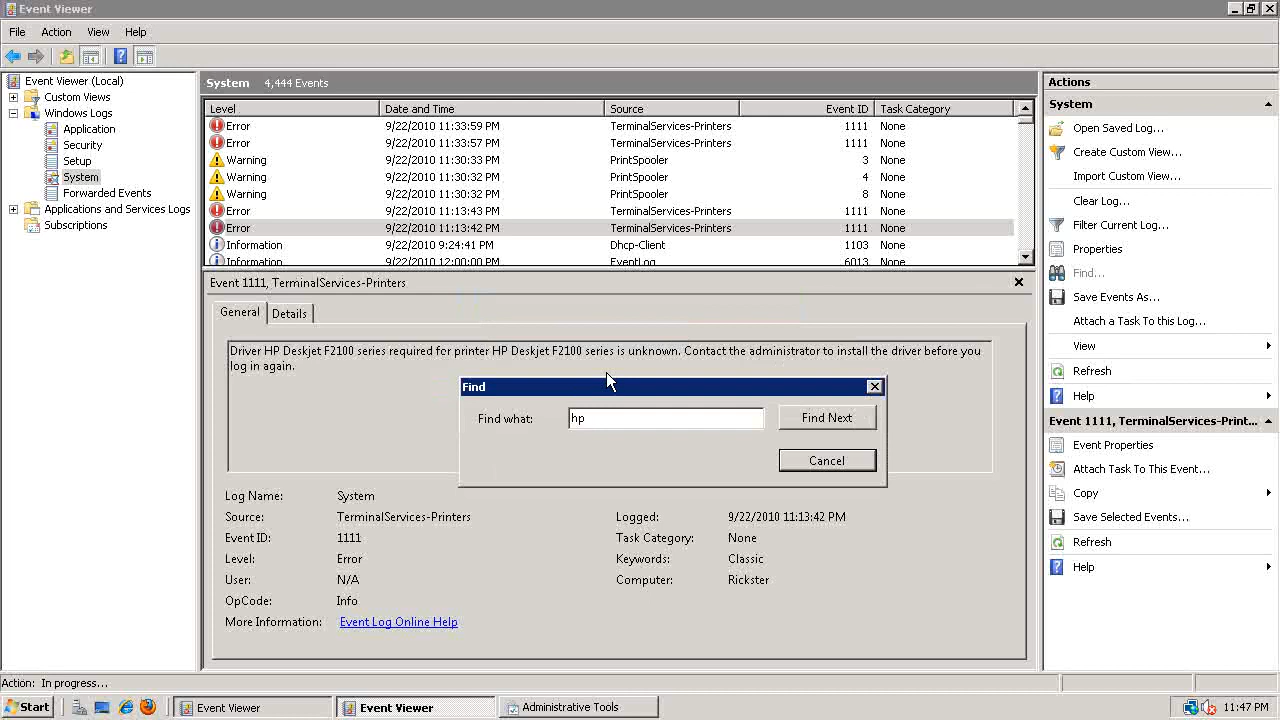 Event Viewer
File Action View Help
Event Viewer (Local)
Custom Views
Windows Logs
Application
Security
Setup
System
Forwarded Events
Applications and Services Logs
Subscriptions
System 4,444 Events
Level Date and Time Source Event ID Task Category
Error 9/22/2010 11:33:59 PM TerminalServices-Printers 1111 None
Error 9/22/2010 11:33:57 PM TerminalServices-Printers 1111 None
Warning 9/22/2010 11:30:33 PM PrintSpooler 3 None
Warning 9/22/2010 11:30:32 PM PrintSpooler 4 None
Warning 9/22/2010 11:30:32 PM PrintSpooler 8 None
Error 9/22/2010 11:13:43 PM TerminalServices-Printers 1111 None
Error 9/22/2010 11:13:42 PM TerminalServices-Printers 1111 None
Information 9/22/2010 9:24:41 PM Dhcp-Client 1103 None
Information 9/22/2010 12:00:00 PM EventLog 6013 None
Event 1111, TerminalServices-Printers
General Details
Driver HP Deskjet F2100 series required for printer HP Deskjet F2100 series is unknown. Contact the administrator to install the driver before you
log in again.
Find
Find what: hp Find Next
Cancel
Log Name: System
Source: TerminalServices-Printers Logged: 9/22/2010 11:13:42 PM
Event ID: 1111 Task Category: None
Level: Error Keywords: Classic
User: N/A Computer: Rickster
OpCode: Info
More Information: Event Log Online Help
Actions
System
Open Saved Log...
Create Custom View...
Import Custom View...
Clear Log...
Filter Current Log...
Properties
Find...
Save Events As...
Attach a Task To this Log...
View
Refresh
Help
Event 1111, TerminalServices-Print...
Event Properties
Attach Task To This Event...
Copy
Save Selected Events...
Refresh
Help
Action: In progress...
Start Event Viewer Event Viewer Administrative Tools 11:47 PM